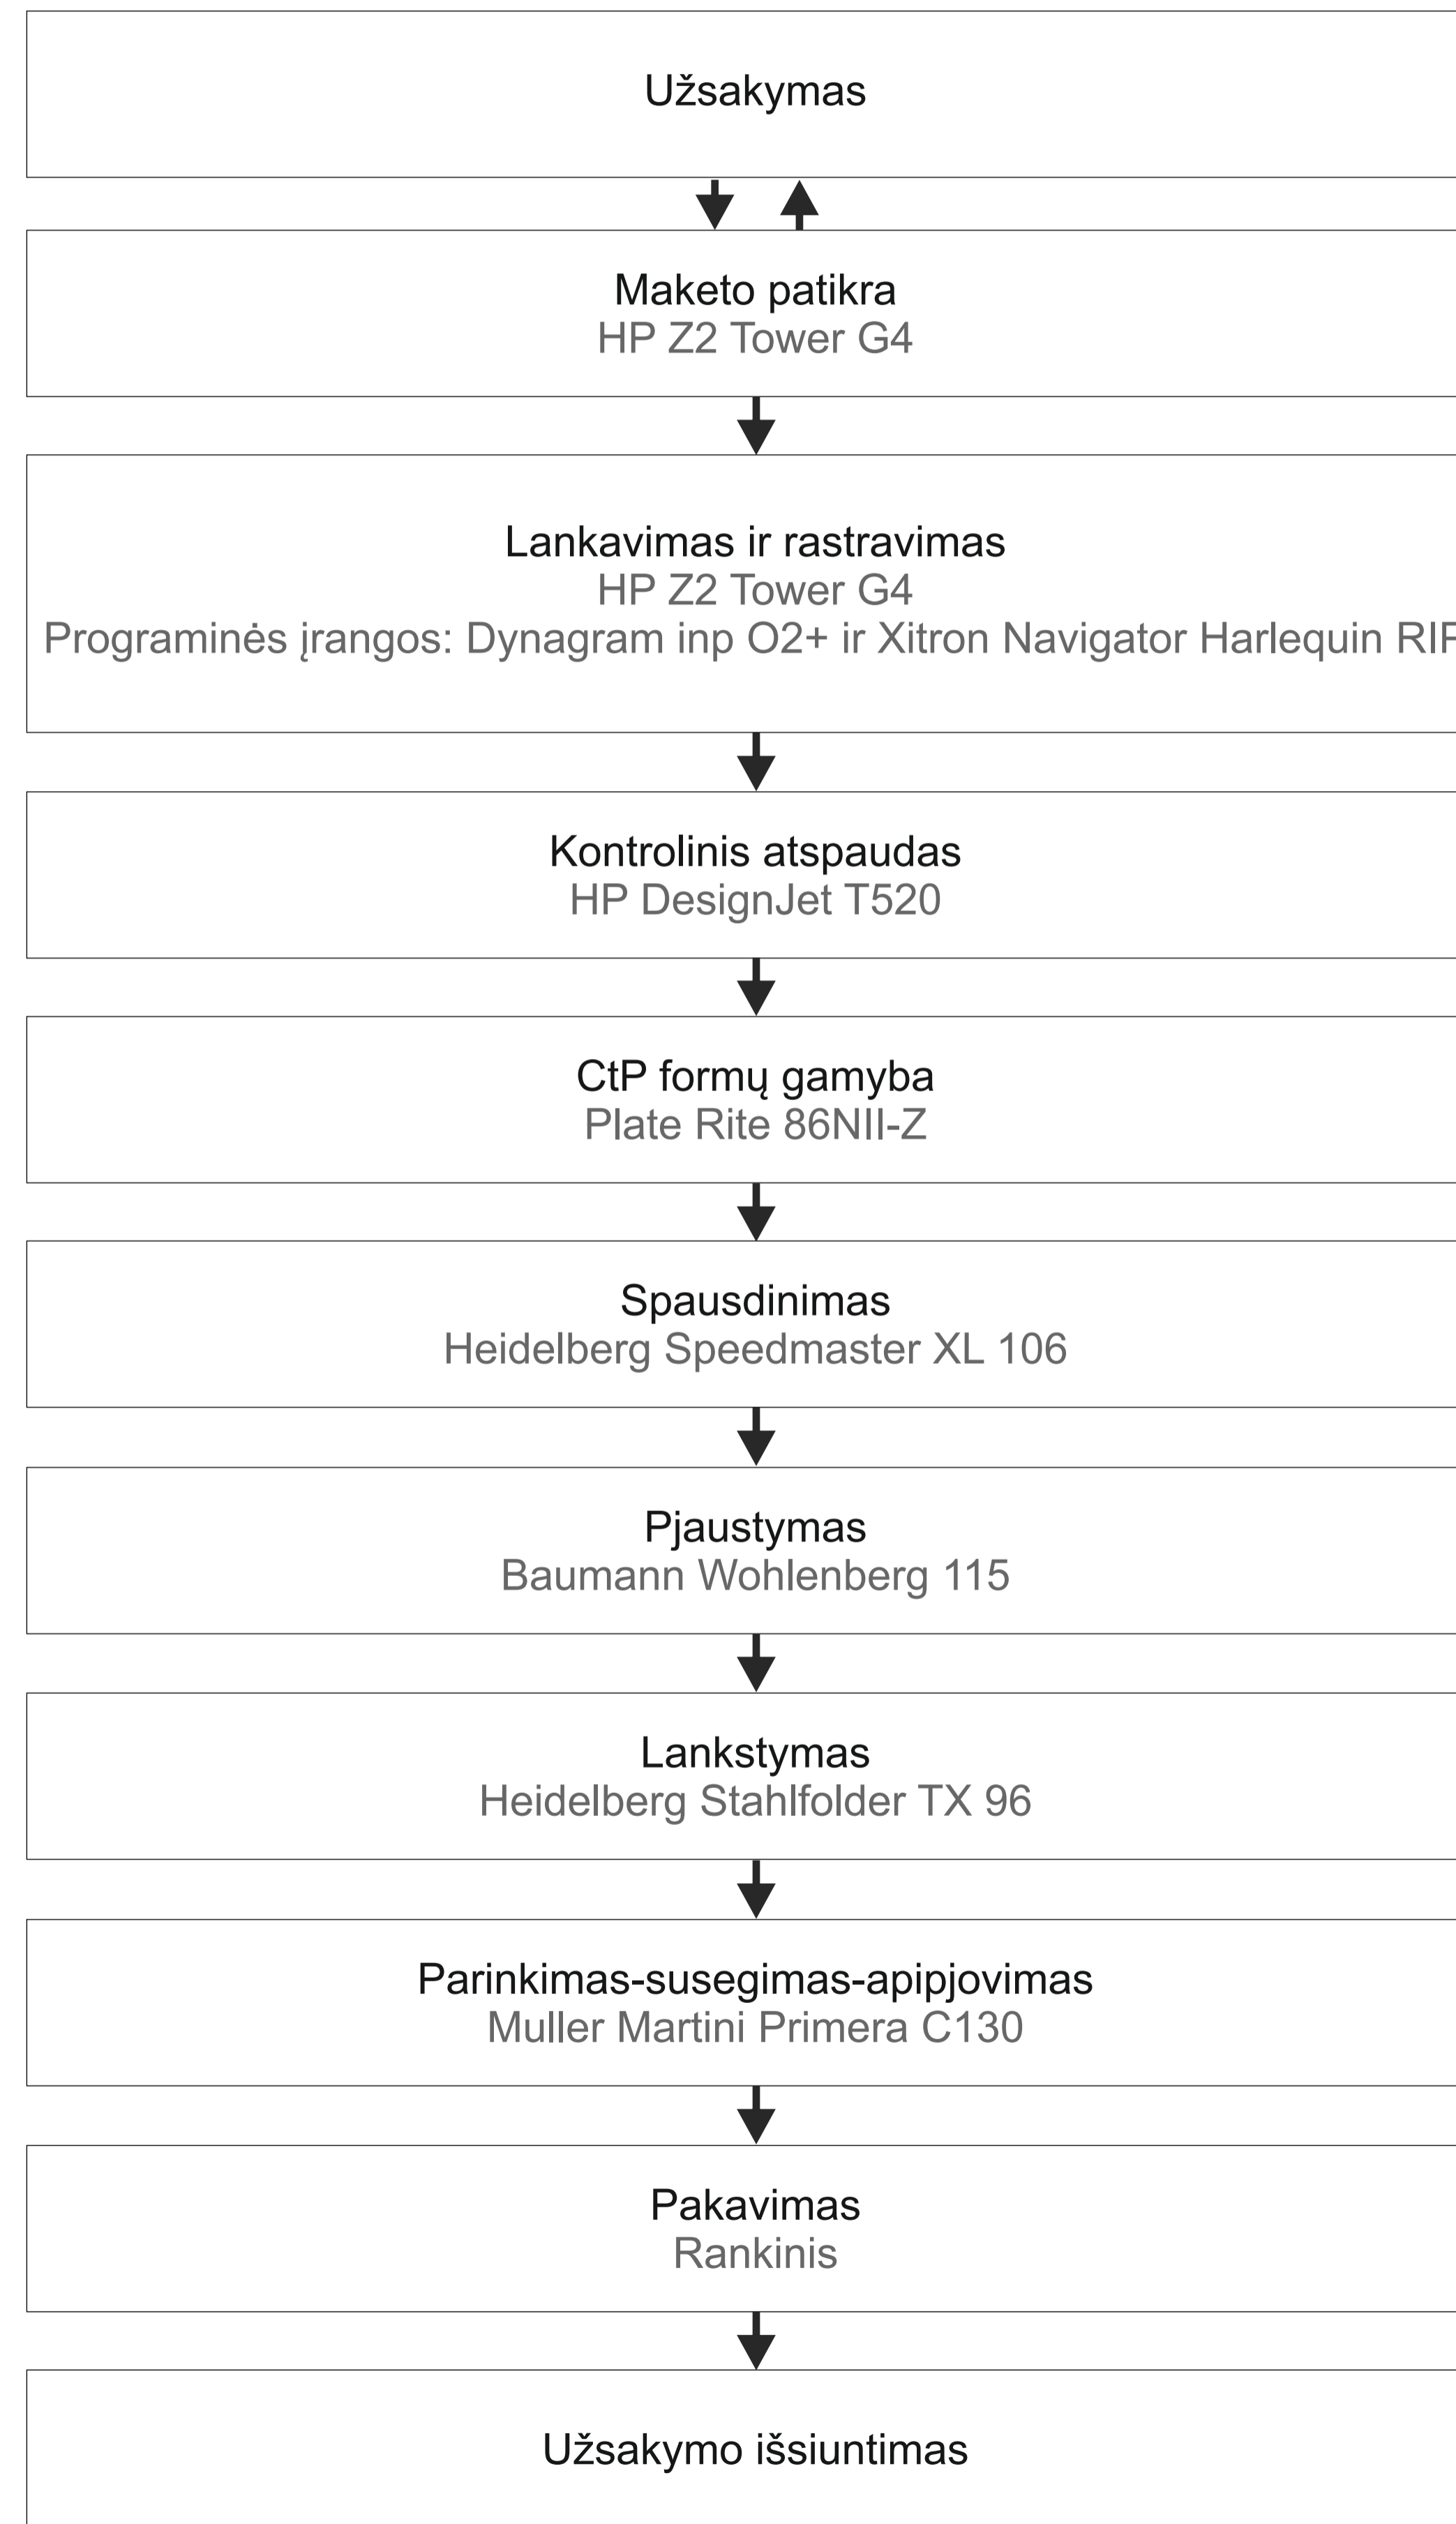 Užsakymas
Maketo patikra
HP Z2 Tower G4
Lankavimas ir rastravimas
HP Z2 Tower G4
Programinės įrangos: Dynagram inp O2+ ir Xitron Navigator Harlequin RIP
Kontrolinis atspaudas
HP DesignJet T520
CtP formų gamyba
Plate Rite 86NII-Z
Spausdinimas
Heidelberg Speedmaster XL 106
Pjaustymas
Baumann Wohlenberg 115
Lankstymas
Heidelberg Stahlfolder TX 96
Parinkimas-susegimas-apipjovimas
Muller Martini Primera C130
Pakavimas
Rankinis
Užsakymo išsiuntimas